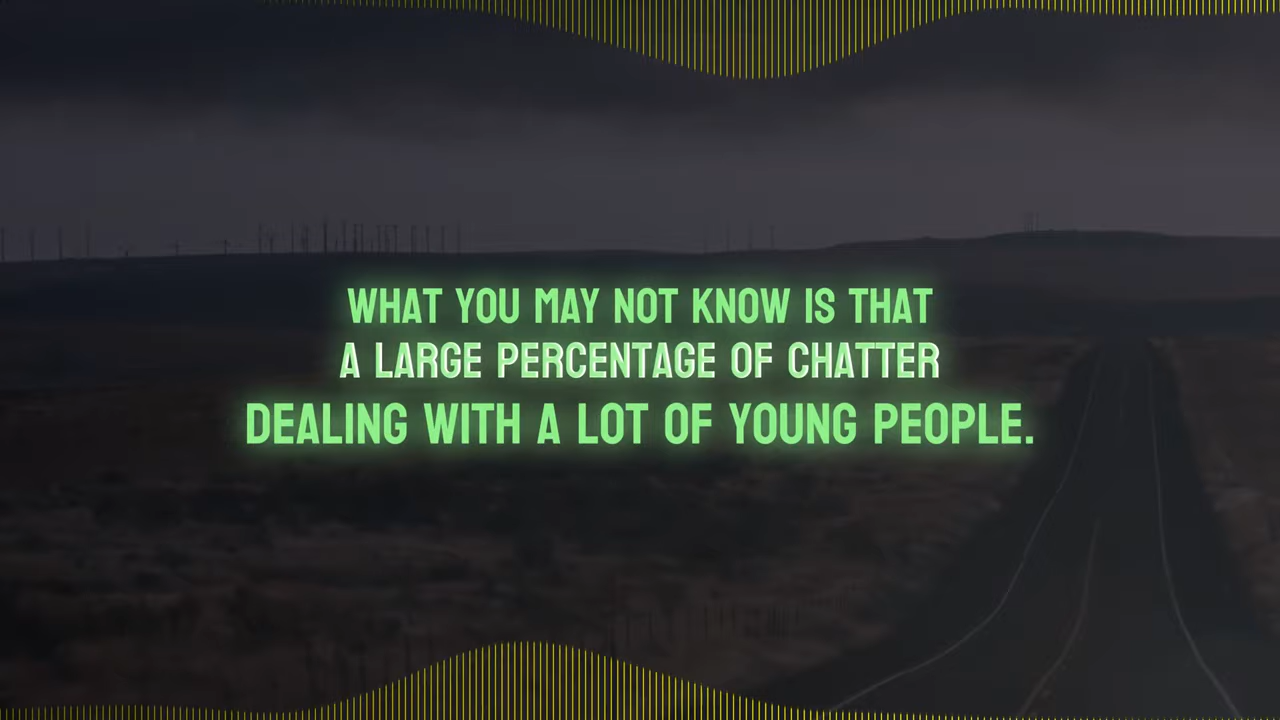 WHAT YOU MAY NOT KNOW IS THAT
A LARGE PERCENTAGE OF CHATTER
DEALING WITH A LOT OF YOUNG PEOPLE.